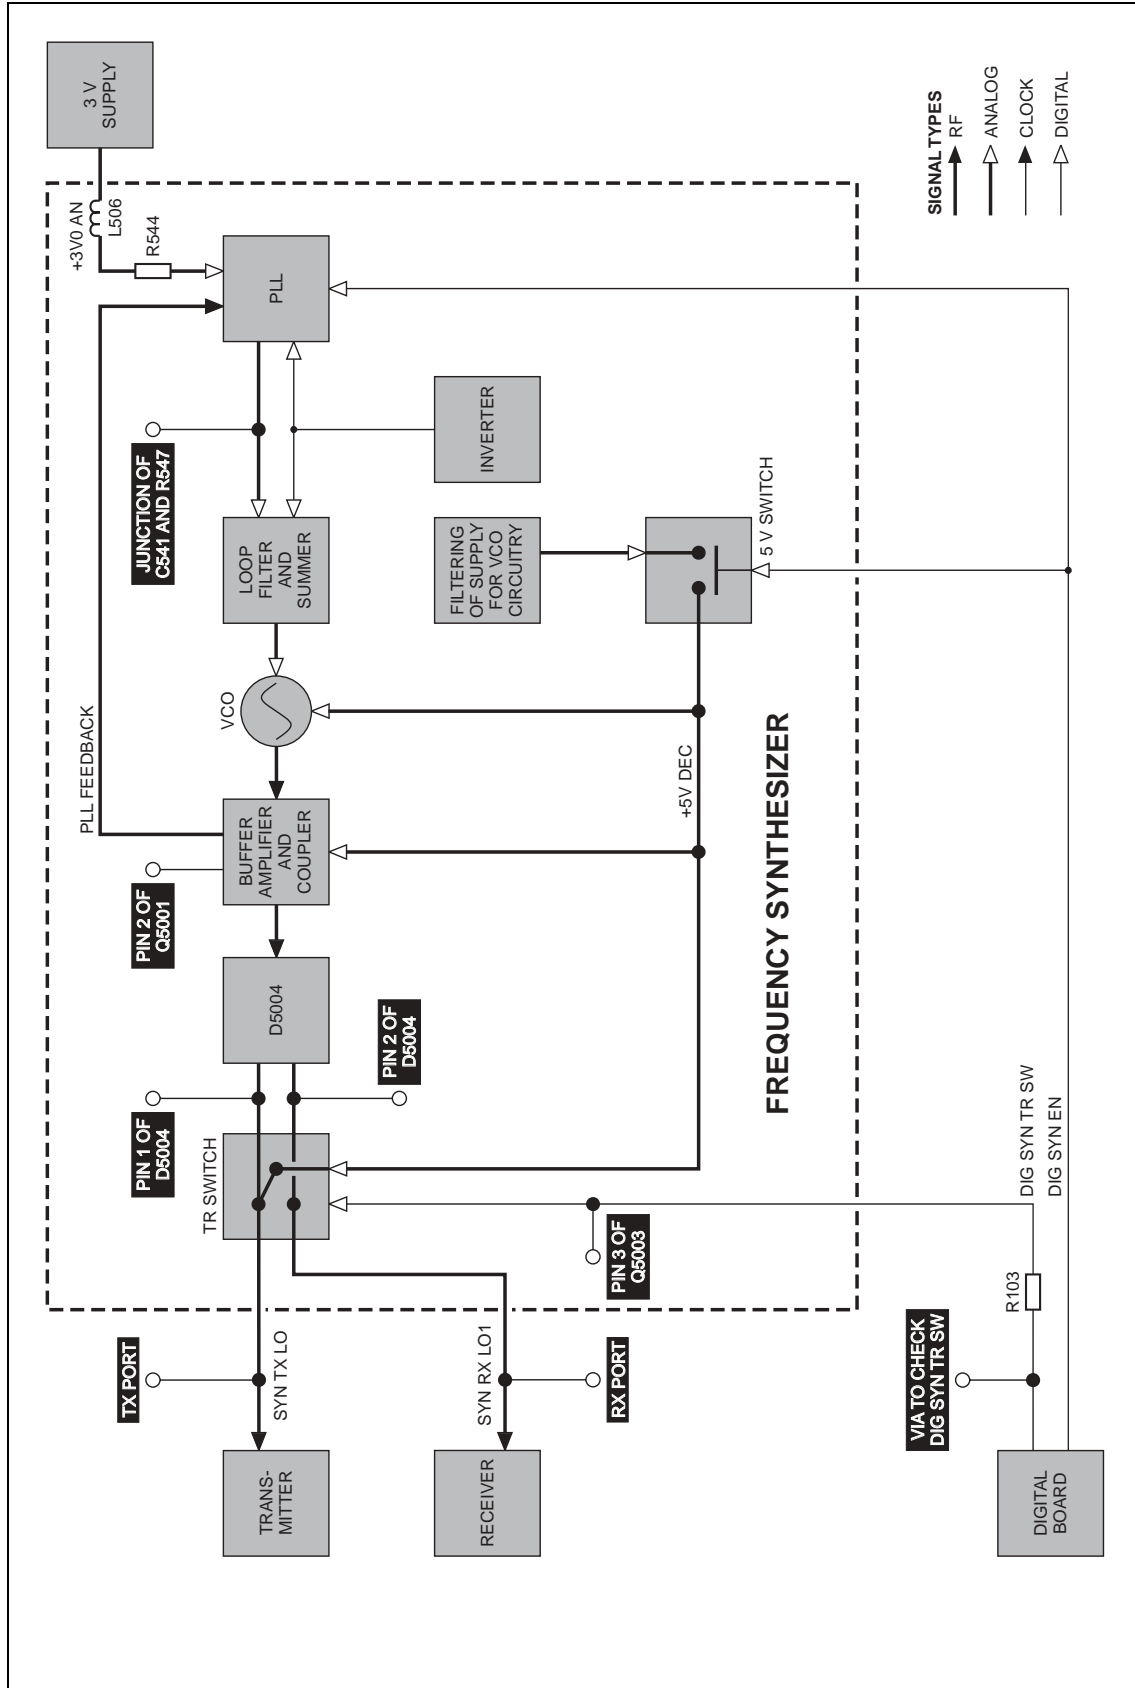 3 V
SUPPLY
+3V0 AN
L506
R544
PLL
SIGNAL TYPES
RF
ANALOG
CLOCK
DIGITAL
JUNCTION OF
C541 AND R547
INVERTER
LOOP
FILTER
AND
SUMMER
FILTERING
OF SUPPLY
FOR VCO
CIRCUITRY
5 V SWITCH
VCO
PLL FEEDBACK
+5V DEC
BUFFER
AMPLIFIER
AND
COUPLER
PIN 2 OF
Q5001
D5004
PIN 2 OF
D5004
FREQUENCY SYNTHESIZER
PIN 1 OF
D5004
TR SWITCH
PIN 3 OF
Q5003
DIG SYN TR SW
DIG SYN EN
R103
TX PORT
SYN TX LO
SYN RX LO1
RX PORT
VIA TO CHECK
DIG SYN TR SW
TRANS-
MITTER
RECEIVER
DIGITAL
BOARD